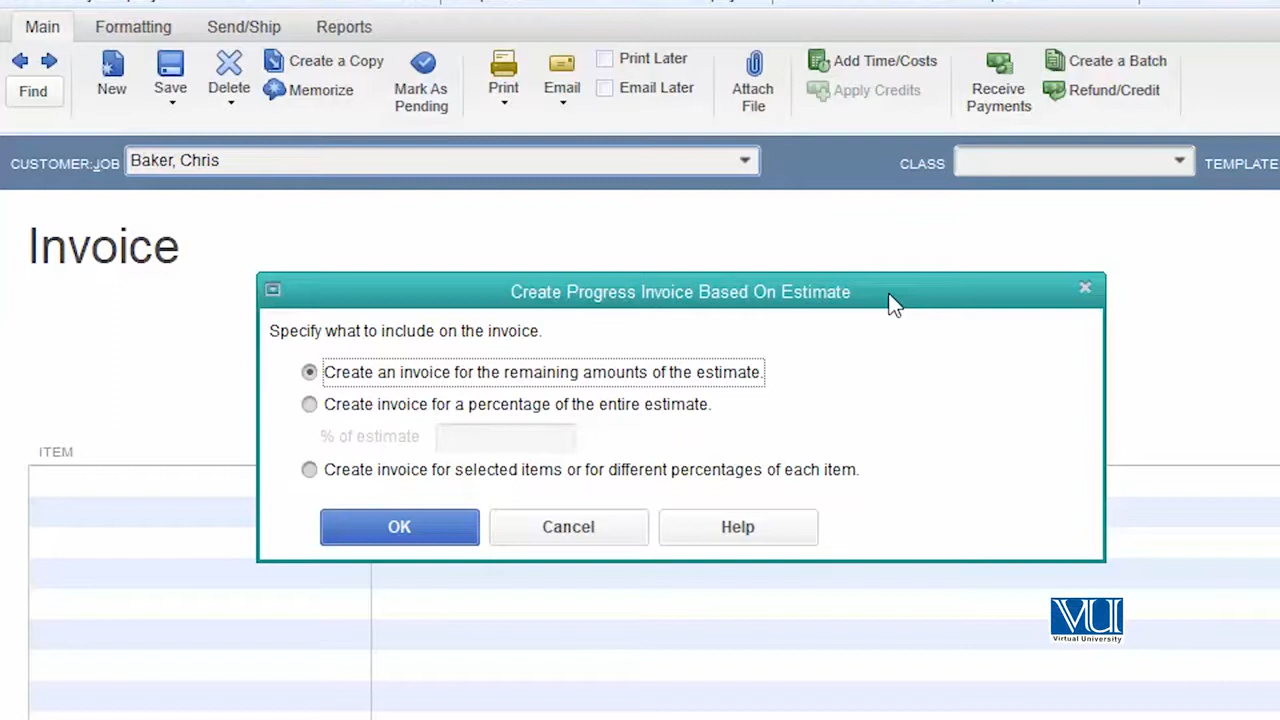 Main Formatting Send/Ship Reports
Find
New
Save
Delete
Create a Copy
Memorize
Mark As
Pending
Print
Email
Print Later
Email Later
Attach
File
Add Time/Costs
Apply Credits
Receive
Payments
Create a Batch
Refund/Credit
CUSTOMER:JOB Baker, Chris CLASS TEMPLATE
Invoice
Create Progress Invoice Based On Estimate
Specify what to include on the invoice.
Create an invoice for the remaining amounts of the estimate.
Create invoice for a percentage of the entire estimate.
% of estimate
Create invoice for selected items or for different percentages of each item.
OK Cancel Help
ITEM
VU
Virtual University